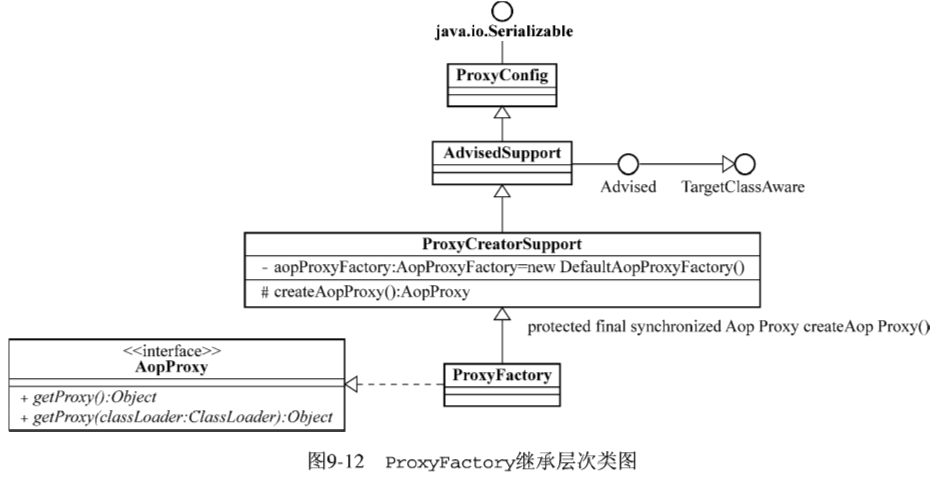 java.io.Serializable
ProxyConfig
AdvisedSupport
Advised
TargetClassAware
ProxyCreatorSupport
- aopProxyFactory:AopProxyFactory=new DefaultAopProxyFactory()
# createAopProxy():AopProxy
protected final synchronized Aop Proxy createAop Proxy()
<<interface>>
AopProxy
+ getProxy():Object
+ getProxy(classLoader:ClassLoader):Object
ProxyFactory
图9-12 ProxyFactory继承层次类图